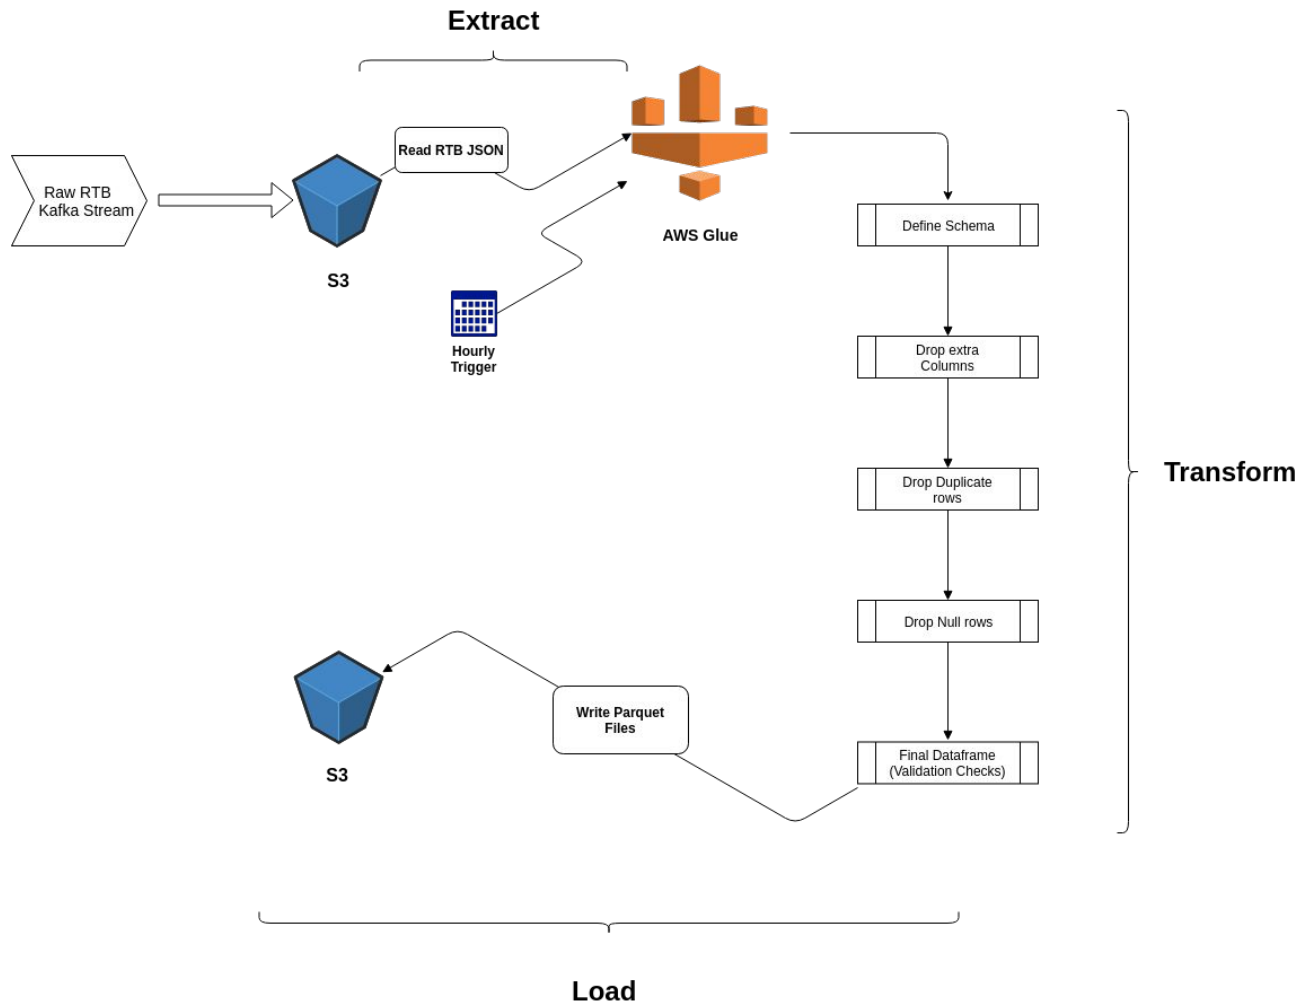 Extract
Read RTB JSON
Raw RTB
Kafka Stream
S3
AWS Glue
Hourly
Trigger
Define Schema
Drop extra
Columns
Drop Duplicate
rows
Transform
Drop Null rows
Write Parquet
Files
S3
Final Dataframe
(Validation Checks)
Load